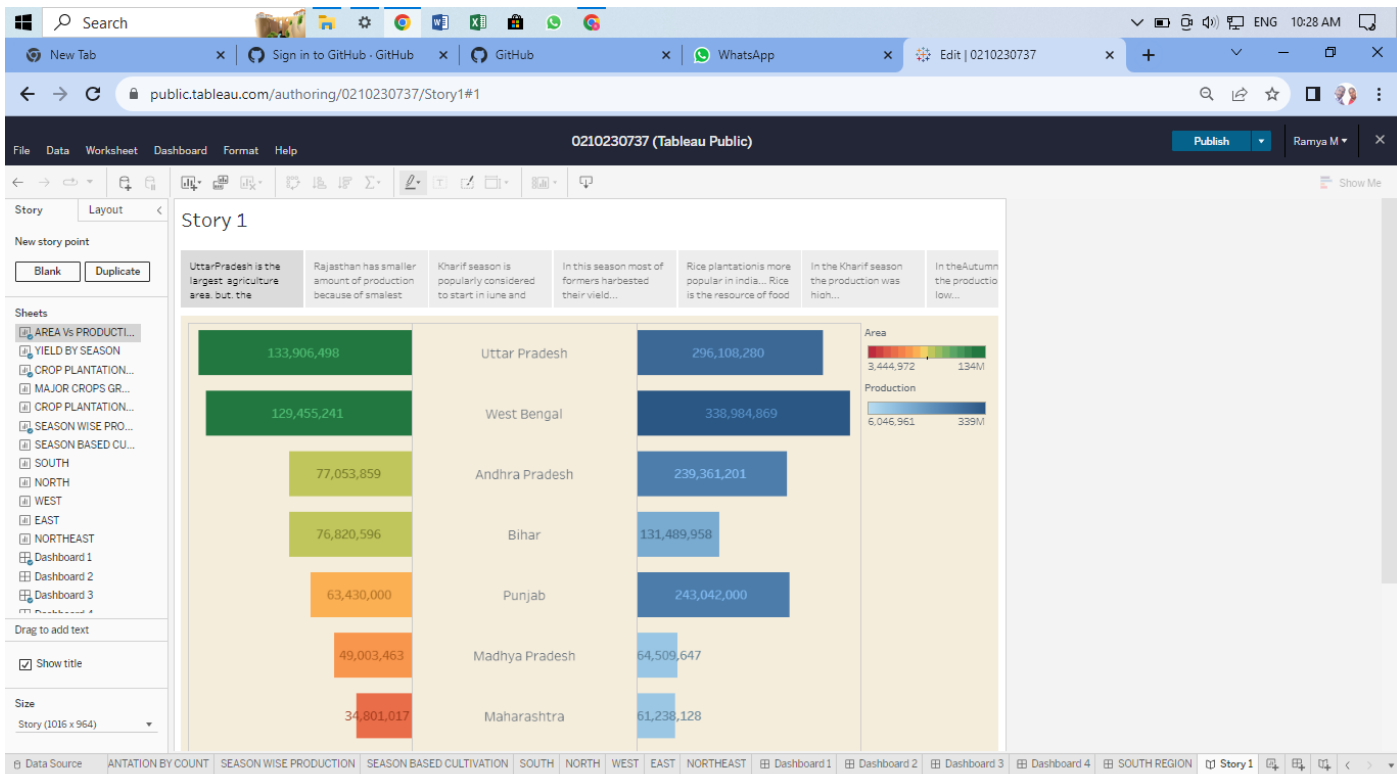 Search
ENG
10:28 AM
New Tab
Sign in to GitHub · GitHub
GitHub
WhatsApp
Edit | 0210230737
public.tableau.com/authoring/0210230737/Story1#1
0210230737 (Tableau Public)
Publish
Ramya M
File Data Worksheet Dashboard Format Help
Show Me
Story Layout
Story 1
New story point
Blank Duplicate
UttarPradesh is the
largest agriculture
area. but, the
Rajasthan has smaller
amount of production
because of smalest
Kharif season is
popularly considered
to start in june and
In this season most of
formers harbested
their vield...
Rice plantationis more
popular in india... Rice
is the resource of food
In the Kharif season
the production was
high...
In theAutumn
the productio
low...
Sheets
AREA Vs PRODUCTI...
YIELD BY SEASON
CROP PLANTATION...
MAJOR CROPS GR...
CROP PLANTATION...
SEASON WISE PRO...
SEASON BASED CU...
SOUTH
NORTH
WEST
EAST
NORTHEAST
Dashboard 1
Dashboard 2
Dashboard 3
Drag to add text
Show title
Size
Story (1016 x 964)
133,906,498 Uttar Pradesh 296,108,280
129,455,241 West Bengal 338,984,869
77,053,859 Andhra Pradesh 239,361,201
76,820,596 Bihar 131,489,958
63,430,000 Punjab 243,042,000
49,003,463 Madhya Pradesh 64,509,647
34,801,017 Maharashtra 61,238,128
Area
3,444,972 134M
Production
6,046,961 339M
Data Source ANTATION BY COUNT SEASON WISE PRODUCTION SEASON BASED CULTIVATION SOUTH NORTH WEST EAST NORTHEAST Dashboard 1 Dashboard 2 Dashboard 3 Dashboard 4 SOUTH REGION Story 1